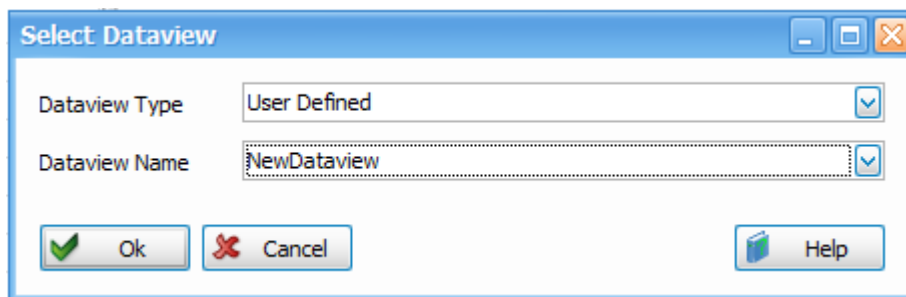 Select Dataview
Dataview Type User Defined
Dataview Name NewDataview
Ok Cancel Help